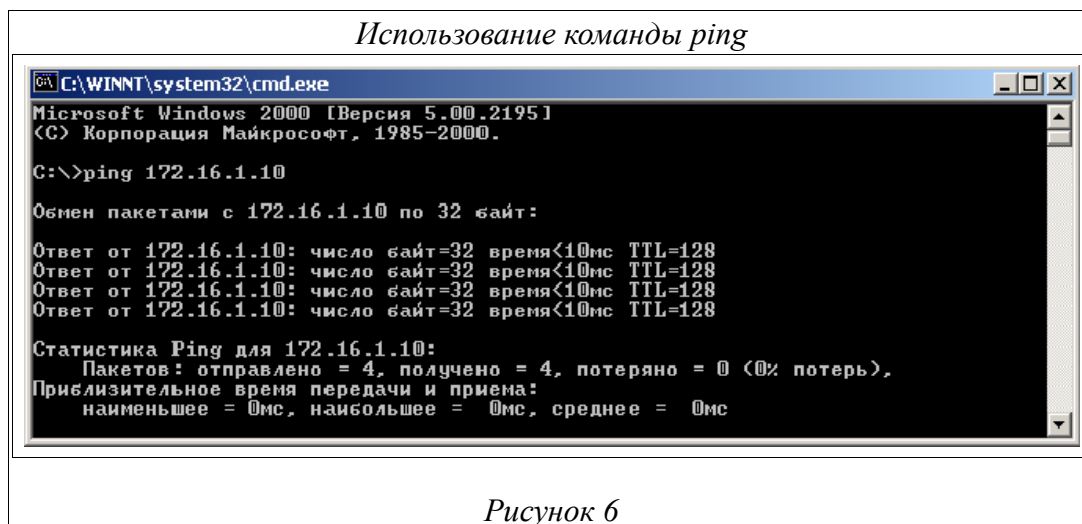 Использование команды ping
C:\WINNT\system32\cmd.exe
Microsoft Windows 2000 [Версия 5.00.2195]
(C) Корпорация Майкрософт, 1985-2000.
C:\>ping 172.16.1.10
Обмен пакетами с 172.16.1.10 по 32 байт:
Ответ от 172.16.1.10: число байт=32 время<10мс TTL=128
Ответ от 172.16.1.10: число байт=32 время<10мс TTL=128
Ответ от 172.16.1.10: число байт=32 время<10мс TTL=128
Ответ от 172.16.1.10: число байт=32 время<10мс TTL=128
Статистика Ping для 172.16.1.10:
Пакетов: отправлено = 4, получено = 4, потеряно = 0 (0% потерь),
Приблизительное время передачи и приема:
наименьшее = 0мс, наибольшее =  0мс, среднее =  0мс
Рисунок 6